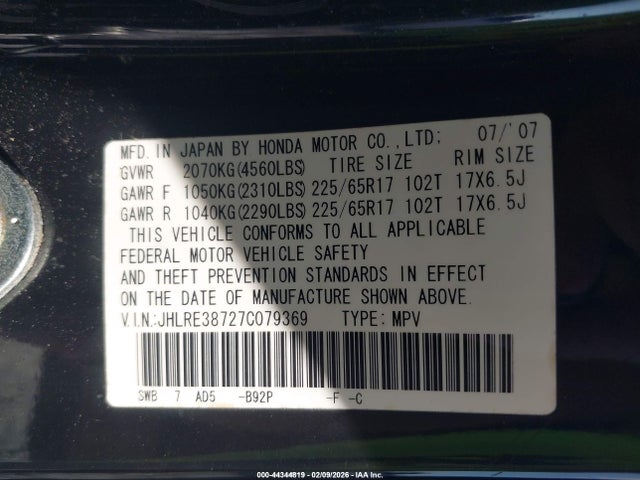 MFD. IN JAPAN BY HONDA MOTOR CO.,LTD; 07/'07
GVWR 2070KG(4560LBS) TIRE SIZE RIM SIZE
GAWR F 1050KG(2310LBS) 225/65R17 102T 17X6.5J
GAWR R 1040KG(2290LBS) 225/65R17 102T 17X6.5J
THIS VEHICLE CONFORMS TO ALL APPLICABLE
FEDERAL MOTOR VEHICLE SAFETY
AND THEFT PREVENTION STANDARDS IN EFFECT
ON THE DATE OF MANUFACTURE SHOWN ABOVE.
V.I.N.:JHLRE38727C079369 TYPE: MPV
SWB 7 AD5 -B92P -F -C
000-44344819 | 02/09/2026 | IAA Inc.